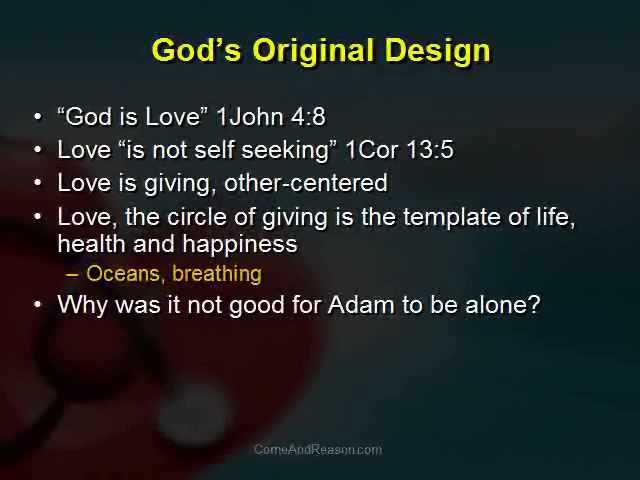 God’s Original Design
• “God is Love” 1John 4:8
• Love “is not self seeking” 1Cor 13:5
• Love is giving, other-centered
• Love, the circle of giving is the template of life,
health and happiness
– Oceans, breathing
• Why was it not good for Adam to be alone?
ComeAndReason.com